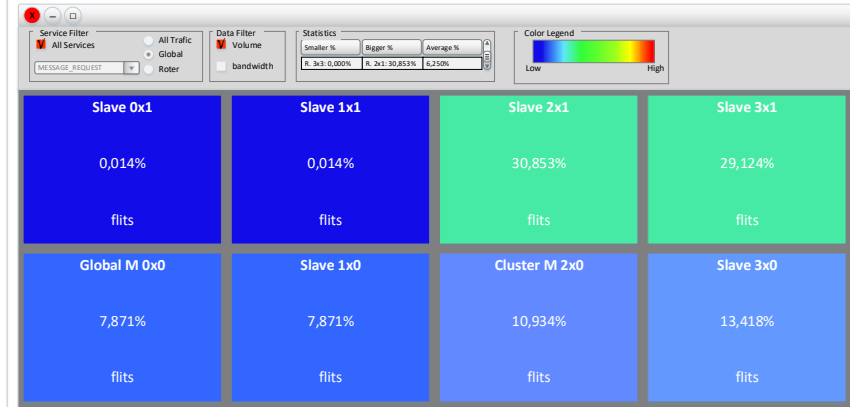 X
Service Filter
V All Services
All Trafic
Global
Roter
MESSAGE_REQUEST
Data Filter
V Volume
bandwidth
Statistics
Smaller % Bigger % Average %
R. 3x3: 0,000% R. 2x1: 30,853% 6,250%
Color Legend
Low High
Slave 0x1 Slave 1x1 Slave 2x1 Slave 3x1
0,014% 0,014% 30,853% 29,124%
flits flits flits flits
Global M 0x0 Slave 1x0 Cluster M 2x0 Slave 3x0
7,871% 7,871% 10,934% 13,418%
flits flits flits flits